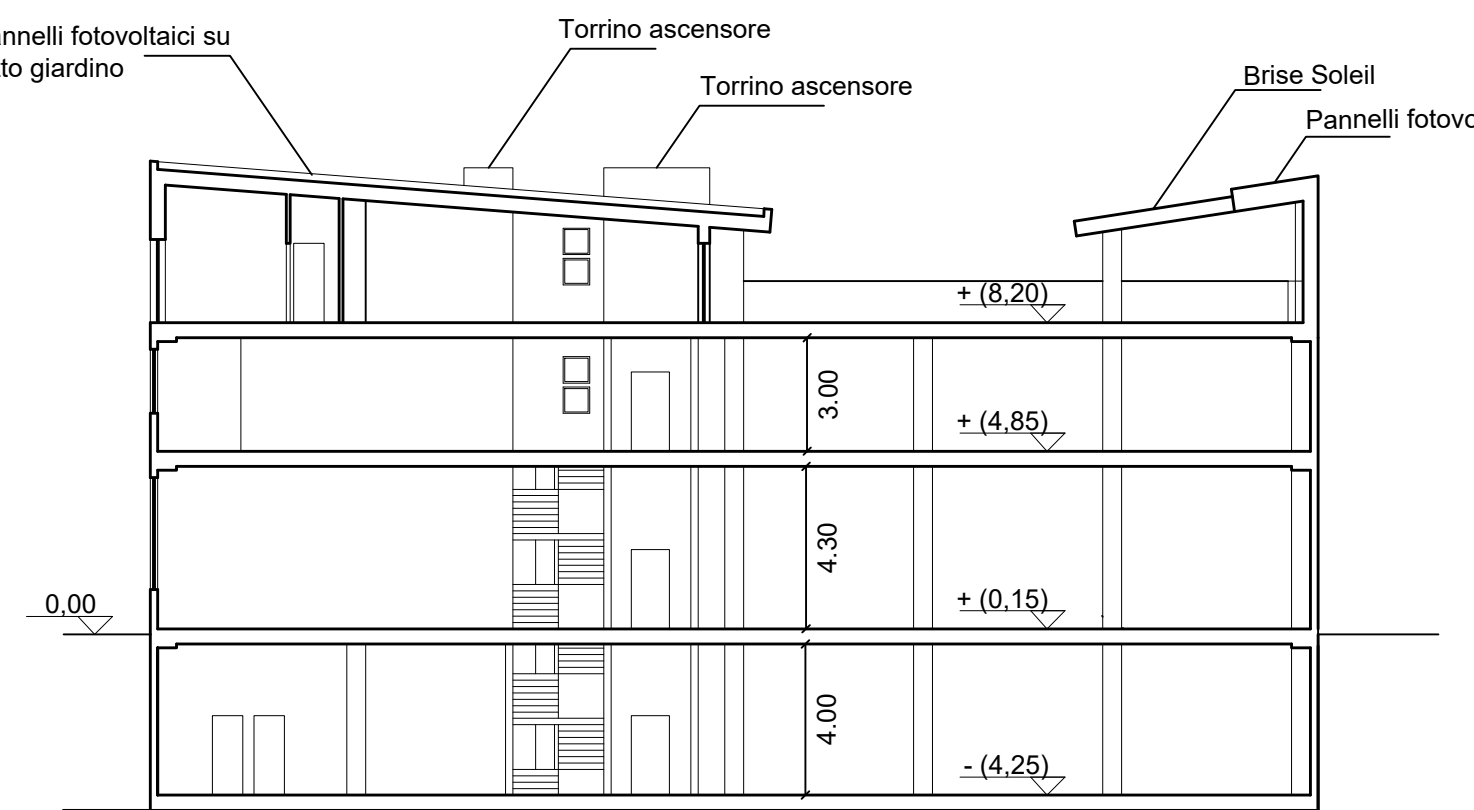 annelli fotovoltaici su
to giardino
Torrino ascensore
Torrino ascensore
Brise Soleil
Pannelli fotovo
+ (8,20)
3.00
+ (4,85)
4.30
0,00
+ (0,15)
4.00
- (4,25)